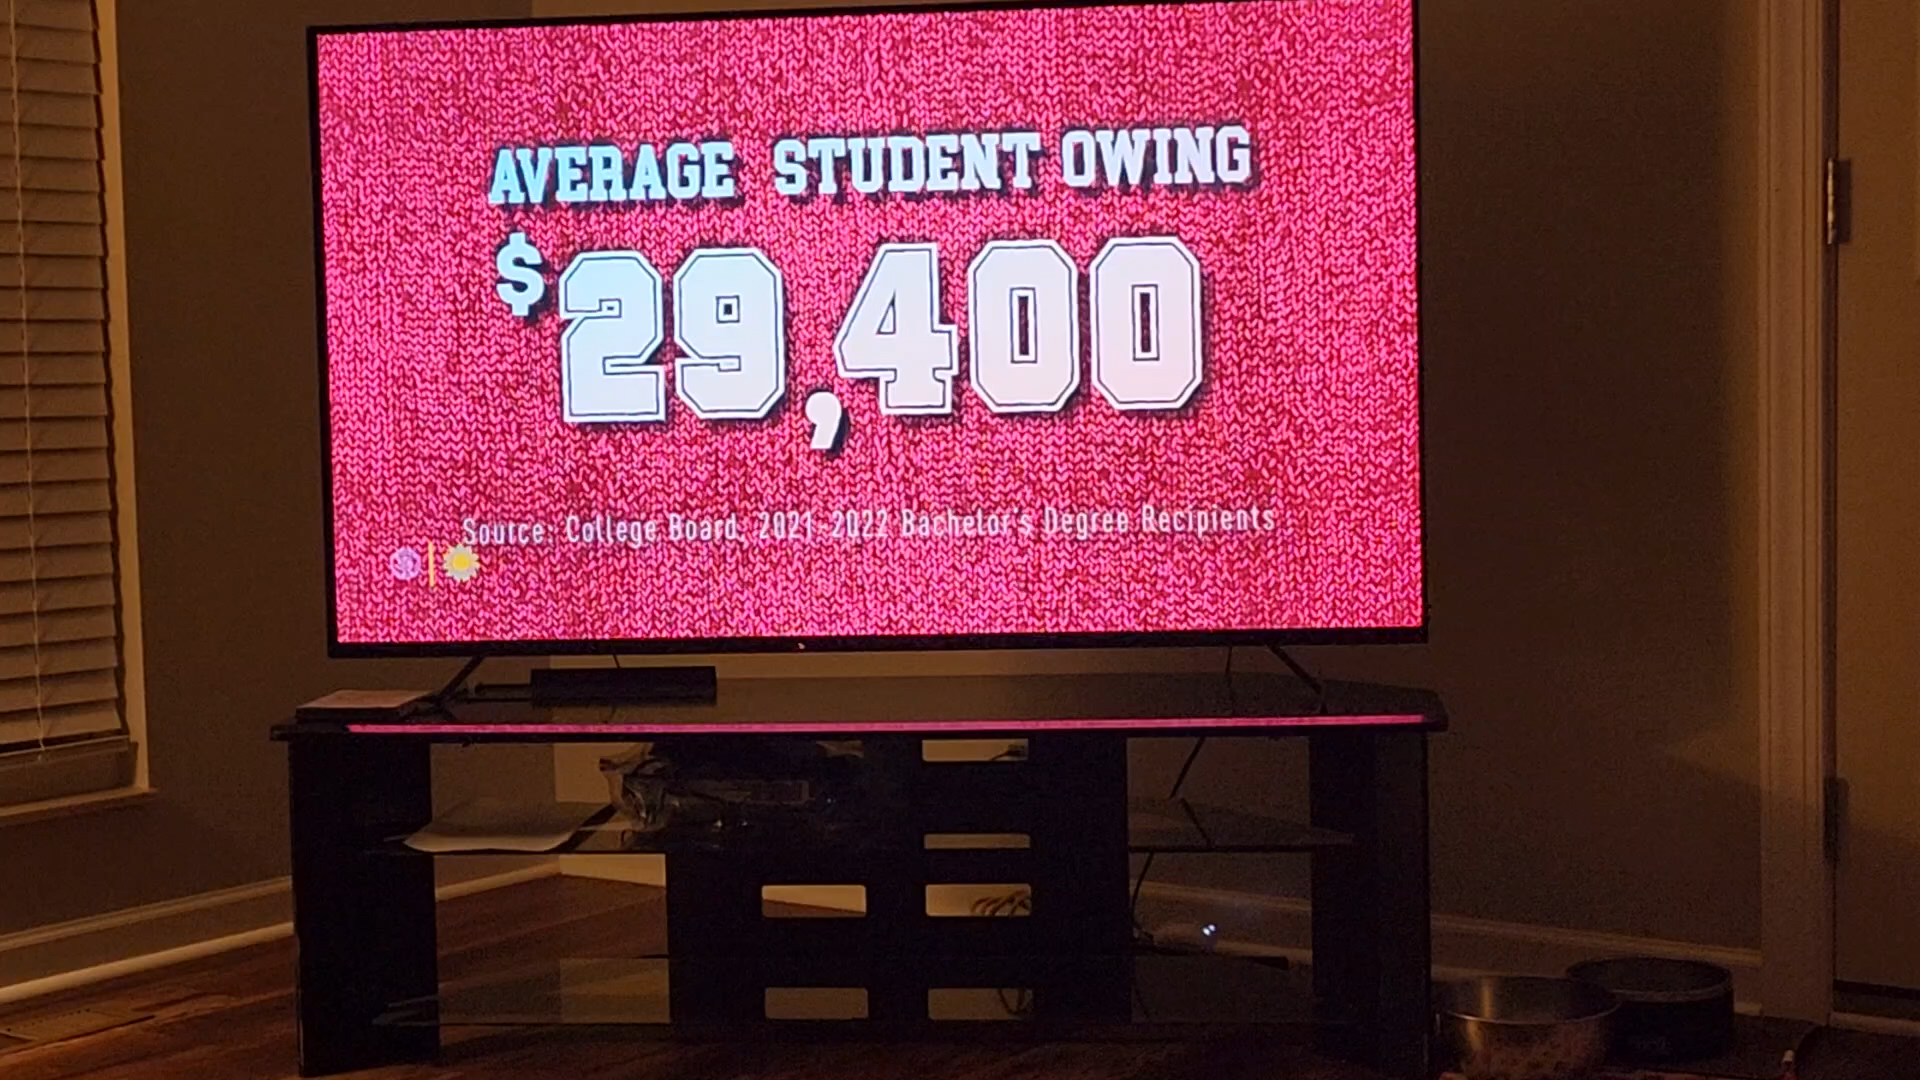 AVERAGE STUDENT OWING
$29,400
Source: College Board, 2021-2022 Bachelor's Degree Recipients